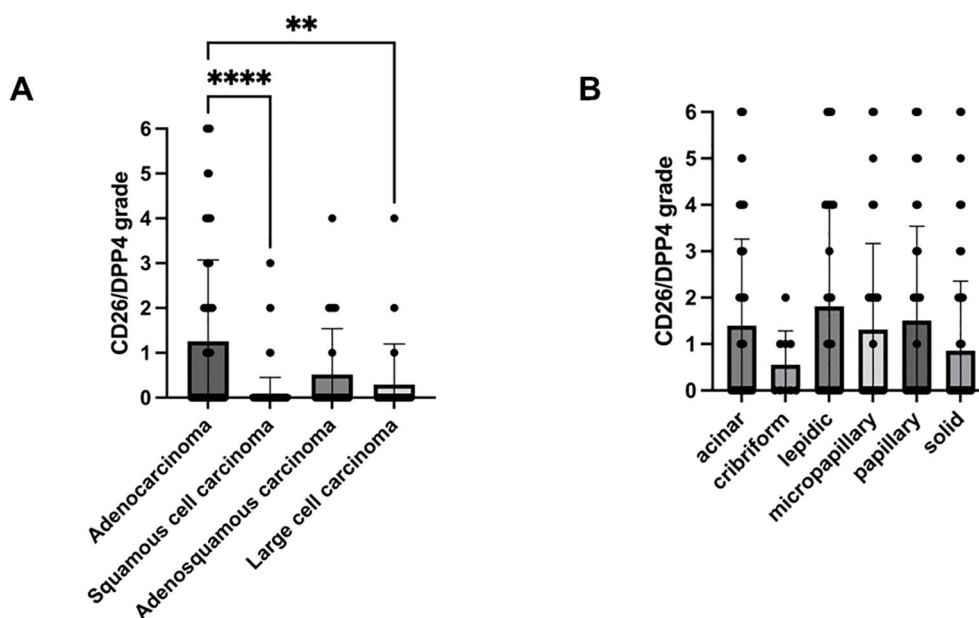 A
**
****
CD26/DPP4 grade
6
5
4
3
2
1
0
Adenocarcinoma
Squamous cell carcinoma
Adenosquamous carcinoma
Large cell carcinoma
B
CD26/DPP4 grade
6
5
4
3
2
1
0
acinar
cribriform
lepidic
micropapillary
papillary
solid